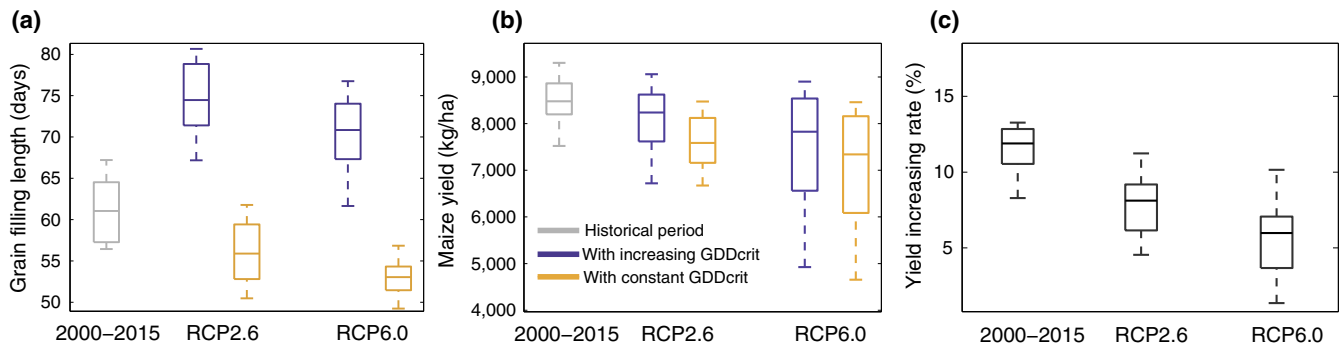 (a)
Grain filling length (days)
80
75
70
65
60
55
50
2000−2015 RCP2.6 RCP6.0
(b)
Maize yield (kg/ha)
9,000
8,000
7,000
6,000
5,000
4,000
Historical period
With increasing GDDcrit
With constant GDDcrit
2000−2015 RCP2.6 RCP6.0
(c)
Yield increasing rate (%)
15
10
5
2000−2015 RCP2.6 RCP6.0